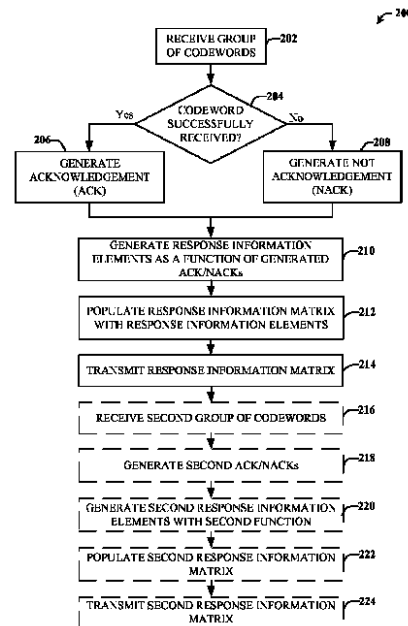 200
RECEIVE GROUP
OF CODEWORDS
202
204
Yes
CODEWORD
SUCCESSFULLY
RECEIVED?
No
206
208
GENERATE
ACKNOWLEDGEMENT
(ACK)
GENERATE NOT
ACKNOWLEDGEMENT
(NACK)
GENERATE RESPONSE INFORMATION
ELEMENTS AS A FUNCTION OF GENERATED
ACK/NACKs
210
POPULATE RESPONSE INFORMATION MATRIX
WITH RESPONSE INFORMATION ELEMENTS
212
TRANSMIT RESPONSE INFORMATION MATRIX
214
RECEIVE SECOND GROUP OF CODEWORDS
216
GENERATE SECOND ACK/NACKs
218
GENERATE SECOND RESPONSE INFORMATION
ELEMENTS WITH SECOND FUNCTION
220
POPULATE SECOND RESPONSE INFORMATION
MATRIX
222
TRANSMIT SECOND RESPONSE INFORMATION
MATRIX
224